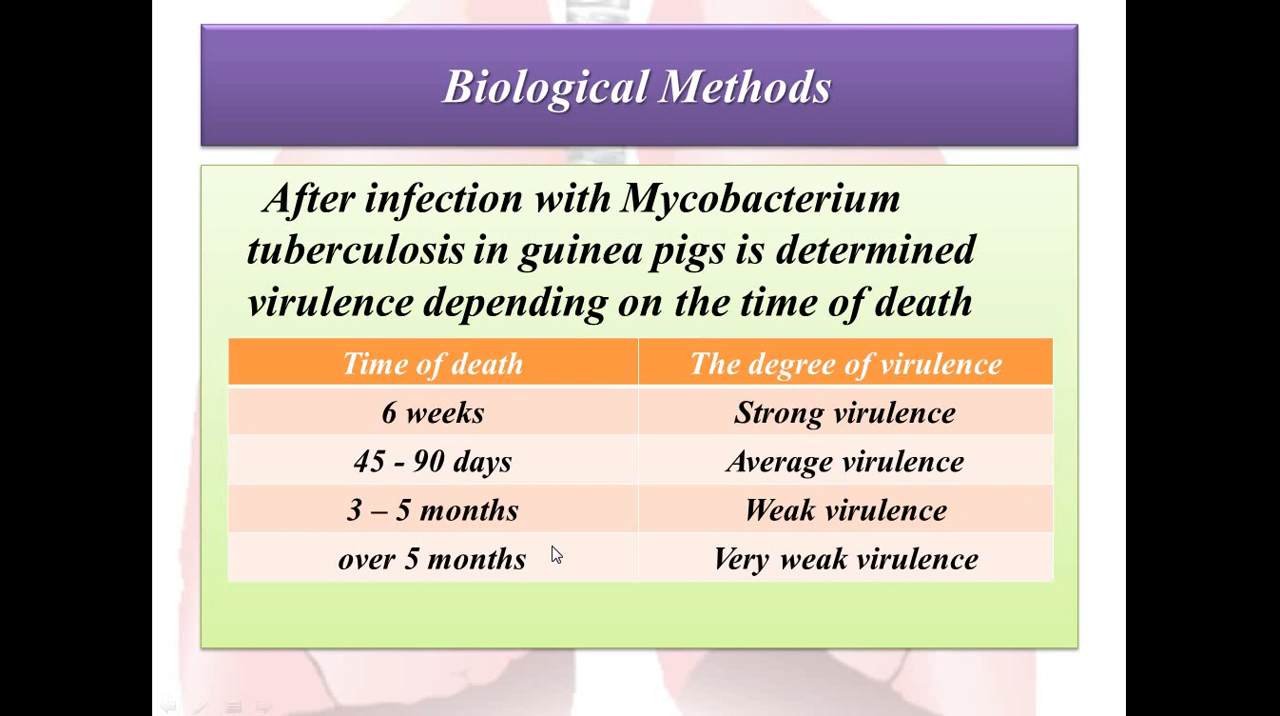 Biological Methods
After infection with Mycobacterium
tuberculosis in guinea pigs is determined
virulence depending on the time of death
Time of death The degree of virulence
6 weeks Strong virulence
45 - 90 days Average virulence
3 – 5 months Weak virulence
over 5 months Very weak virulence